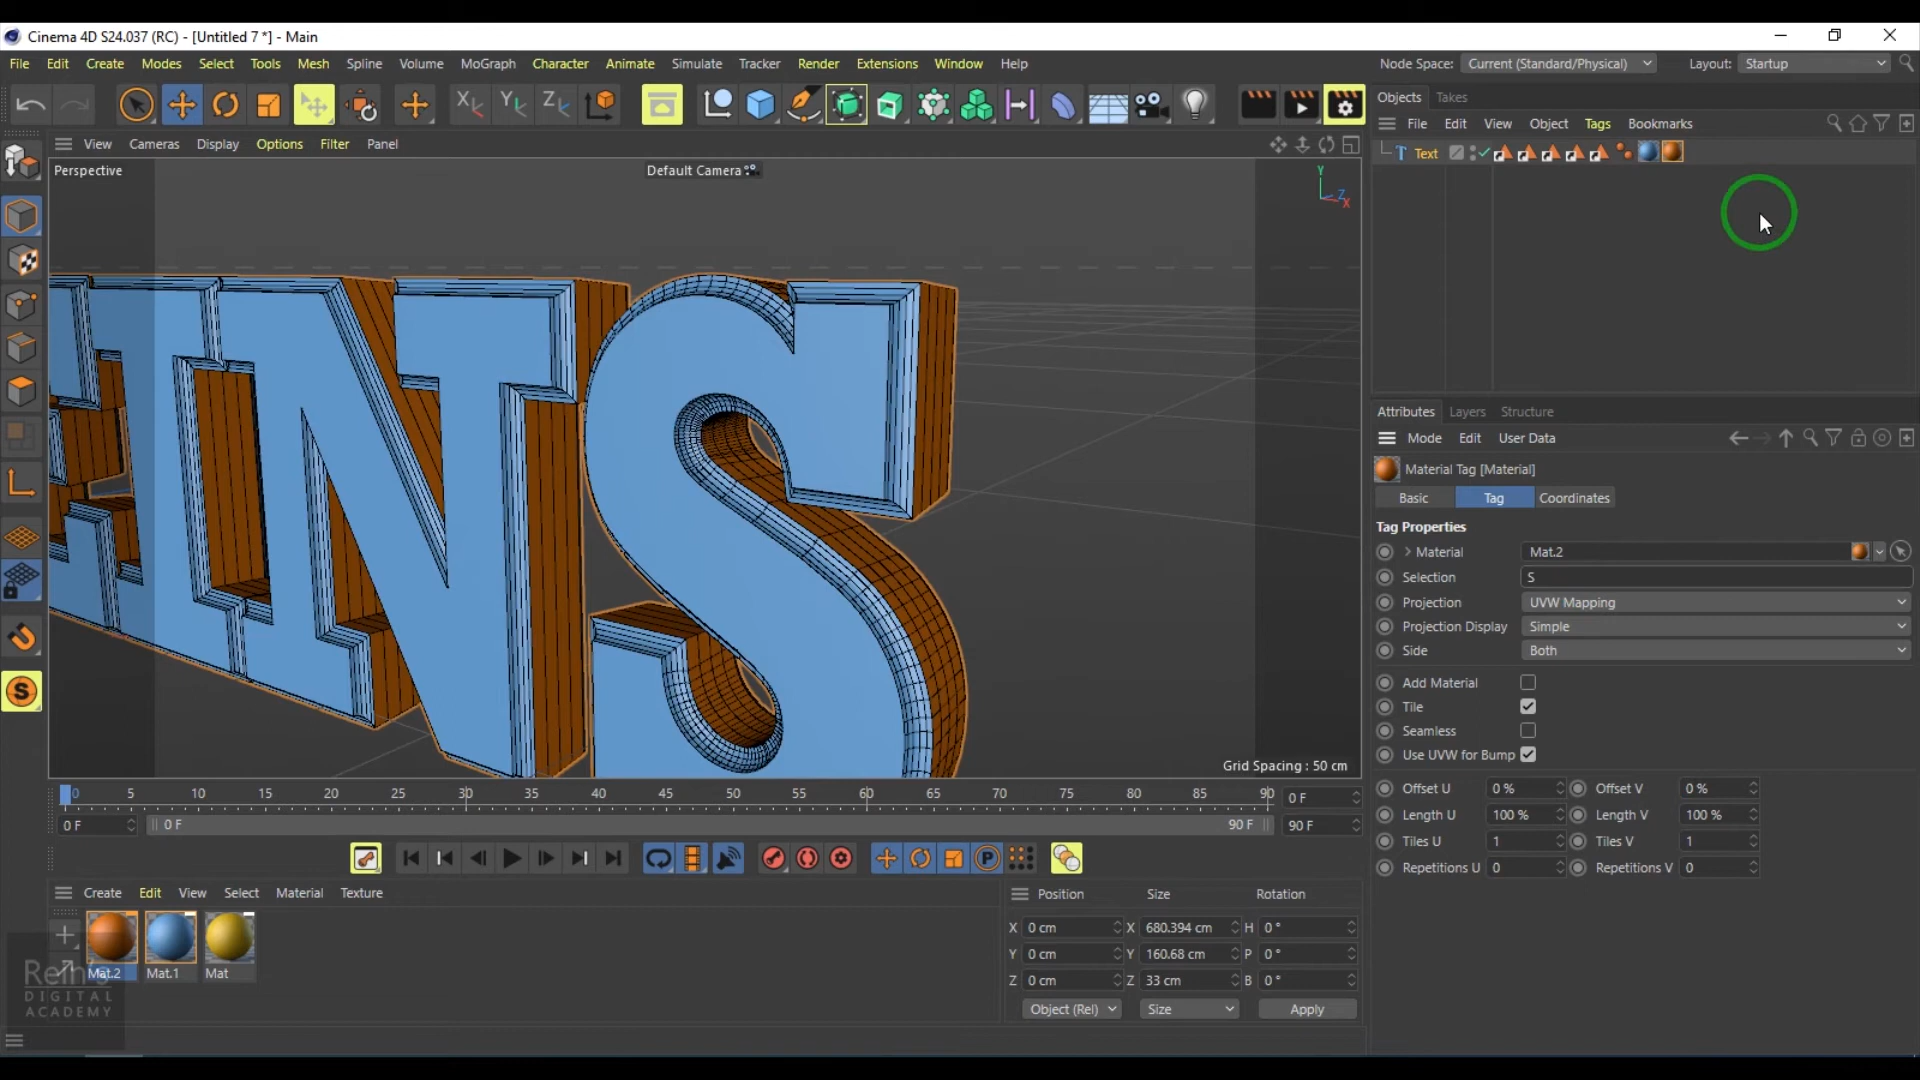 Cinema 4D S24.037 (RC) - [Untitled 7 *] - Main
File Edit Create Modes Select Tools Mesh Spline Volume MoGraph Character Animate Simulate Tracker Render Extensions Window Help Node Space: Current (Standard/Physical) Layout: Startup
Objects Takes
File Edit View Object Tags Bookmarks
View Cameras Display Options Filter Panel
Text
Perspective Default Camera
Y
Z
X
INS
Attributes Layers Structure
Mode Edit User Data
Material Tag [Material]
Basic Tag Coordinates
Tag Properties
Material Mat.2
Selection S
Projection UVW Mapping
Projection Display Simple
Side Both
Add Material
Tile
Seamless
Use UVW for Bump
Grid Spacing : 50 cm
Offset U 0 % Offset V 0 %
Length U 100 % Length V 100 %
Tiles U 1 Tiles V 1
Repetitions U 0 Repetitions V 0
0 5 10 15 20 25 30 35 40 45 50 55 60 65 70 75 80 85 90 0 F
0 F 0 F 90 F 90 F
Create Edit View Select Material Texture
Mat.2 Mat.1 Mat
Position Size Rotation
X 0 cm X 680.394 cm H 0 °
Y 0 cm Y 160.68 cm P 0 °
Z 0 cm Z 33 cm B 0 °
Object (Rel) Size Apply
Rein's
DIGITAL
ACADEMY